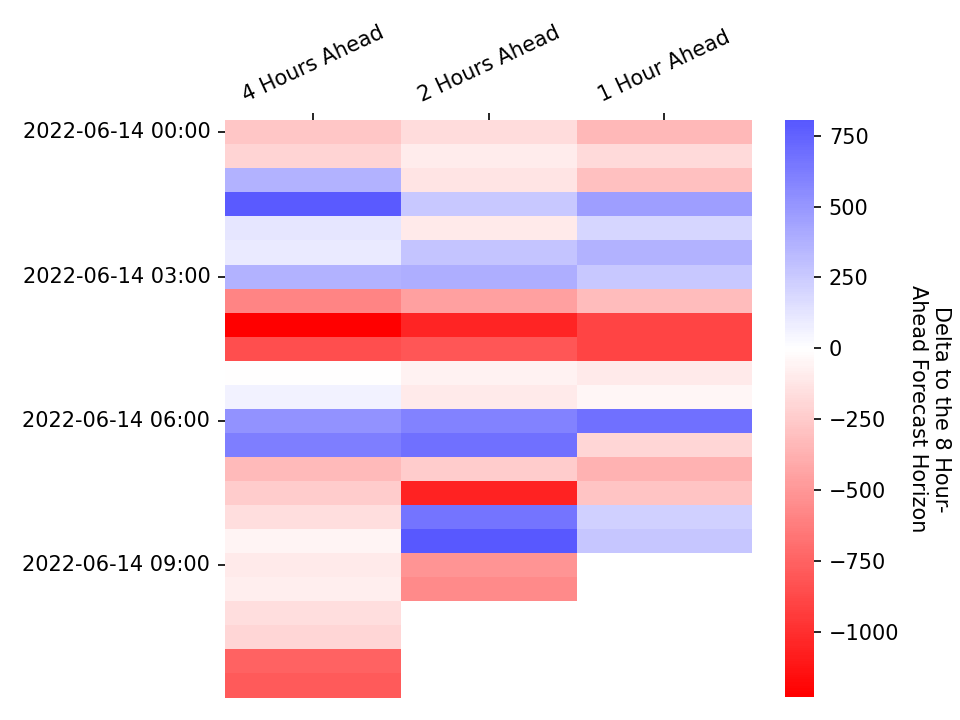 4 Hours Ahead
2 Hours Ahead
1 Hour Ahead
2022-06-14 00:00
2022-06-14 03:00
2022-06-14 06:00
2022-06-14 09:00
750
500
250
0
−250
−500
−750
−1000
Delta to the 8 Hour-
Ahead Forecast Horizon